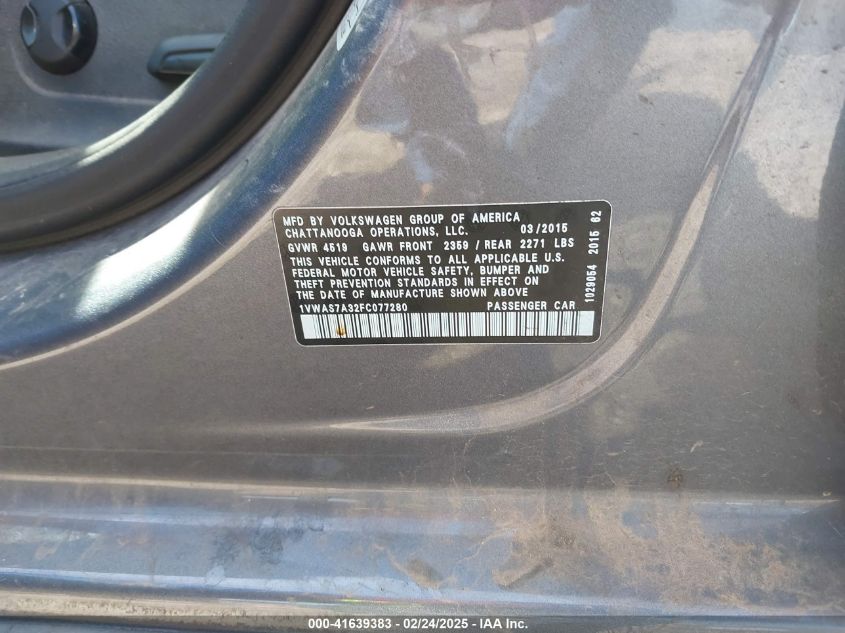 MFD BY VOLKSWAGEN GROUP OF AMERICA
CHATTANOOGA OPERATIONS, LLC. 03/2015
GVWR 4519 GAWR FRONT 2359 / REAR 2271 LBS
THIS VEHICLE CONFORMS TO ALL APPLICABLE U.S.
FEDERAL MOTOR VEHICLE SAFETY, BUMPER AND
THEFT PREVENTION STANDARDS IN EFFECT ON
THE DATE OF MANUFACTURE SHOWN ABOVE
1VWAS7A32FC077280 PASSENGER CAR
1029054 2015 62
000-41639383 - 02/24/2025 - IAA Inc.